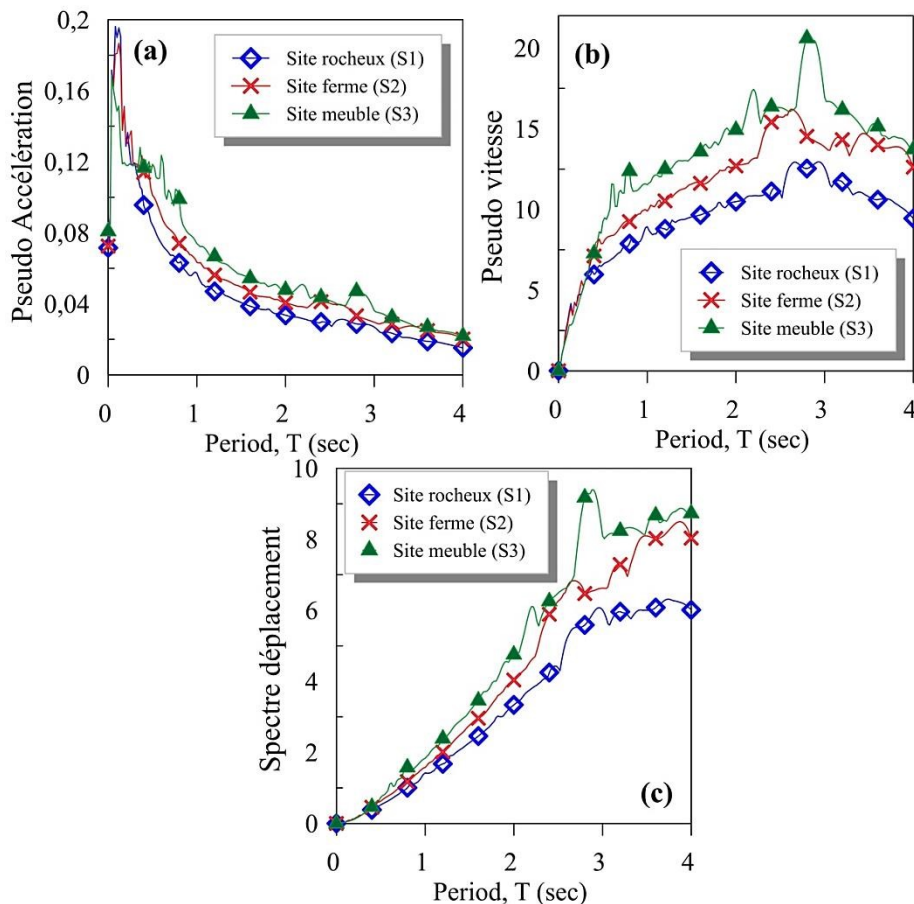 (a)
Pseudo Accélération
0,2
0,16
0,12
0,08
0,04
0
Site rocheux (S1)
Site ferme (S2)
Site meuble (S3)
0
1
2
3
4
Period, T (sec)
(b)
Pseudo vitesse
20
15
10
5
0
Site rocheux (S1)
Site ferme (S2)
Site meuble (S3)
0
1
2
3
4
Period, T (sec)
Spectre déplacement
10
8
6
4
2
0
Site rocheux (S1)
Site ferme (S2)
Site meuble (S3)
(c)
0
1
2
3
4
Period, T (sec)